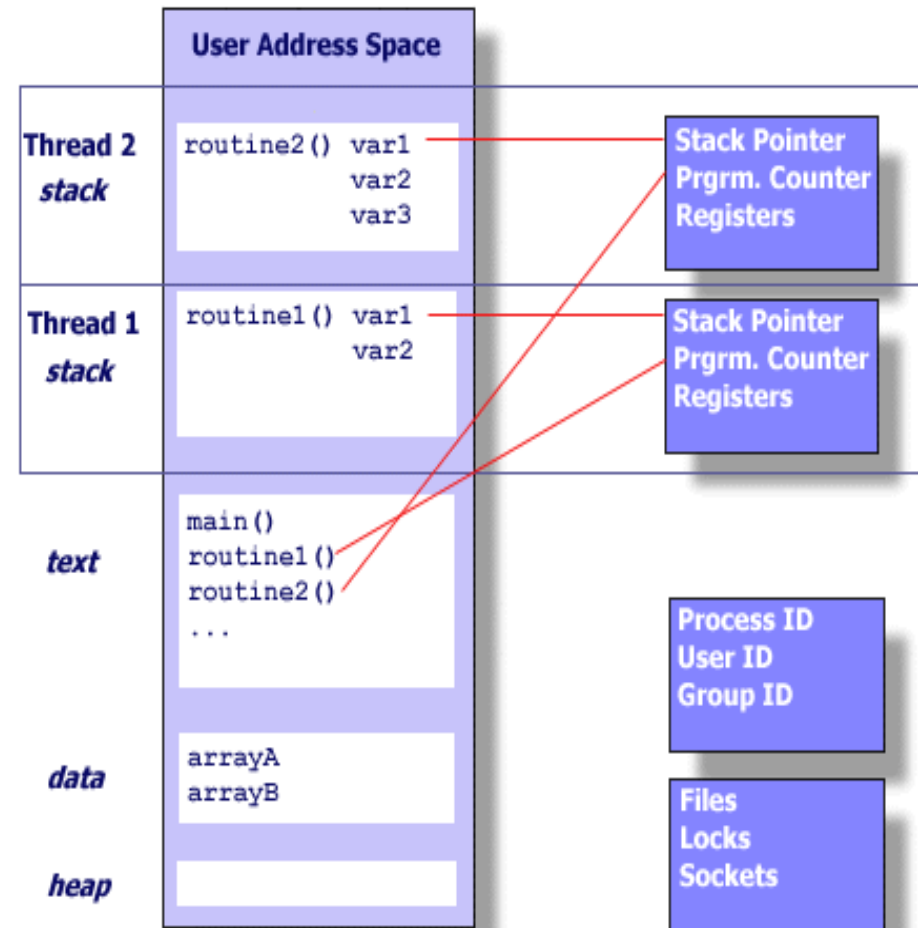 User Address Space
Thread 2
stack
routine2() var1
var2
var3
Stack Pointer
Prgrm. Counter
Registers
Thread 1
stack
routine1() var1
var2
Stack Pointer
Prgrm. Counter
Registers
text
main()
routine1()
routine2()
...
Process ID
User ID
Group ID
data
arrayA
arrayB
Files
Locks
Sockets
heap